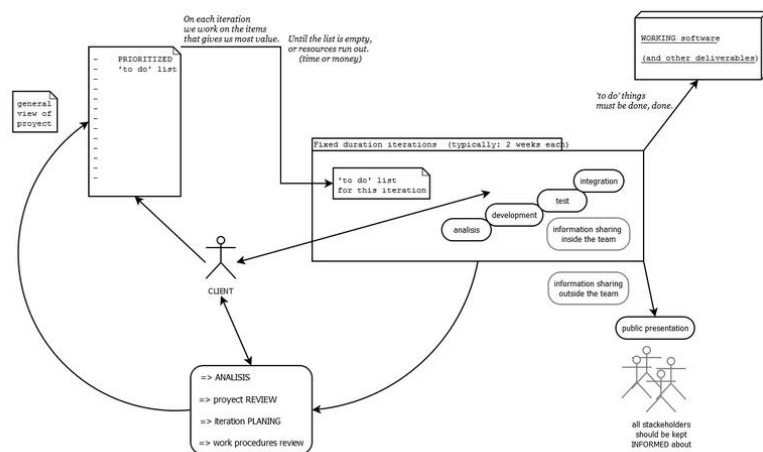 On each iteration
we work on the items
that gives us most value.
Until the list is empty,
or resources run out.
(time or money)
PRIORITIZED
'to do' list
WORKING software
(and other deliverables)
general
view of
proyect
'to do' things
must be done, done.
Fixed duration iterations (typically: 2 weeks each)
'to do' list
for this iteration
integration
test
development
analisis
information sharing
inside the team
CLIENT
information sharing
outside the team
public presentation
=> ANALISIS
=> proyect REVIEW
=> iteration PLANING
=> work procedures review
all stackeholders
should be kept
INFORMED about